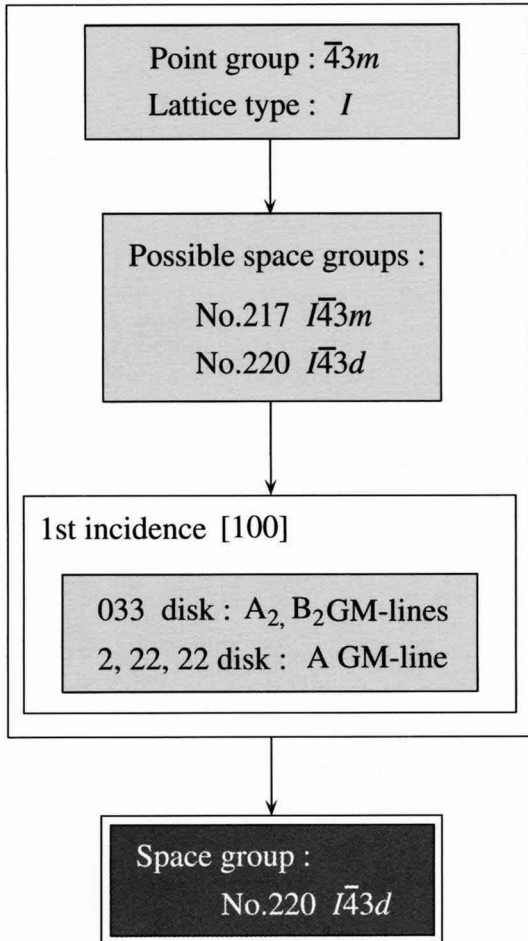 Point group : 4̅3m
Lattice type : I
Possible space groups :
No.217 I4̅3m
No.220 I4̅3d
1st incidence [100]
033 disk : A₂, B₂GM-lines
2, 22, 22 disk : A GM-line
Space group :
No.220 I4̅3d